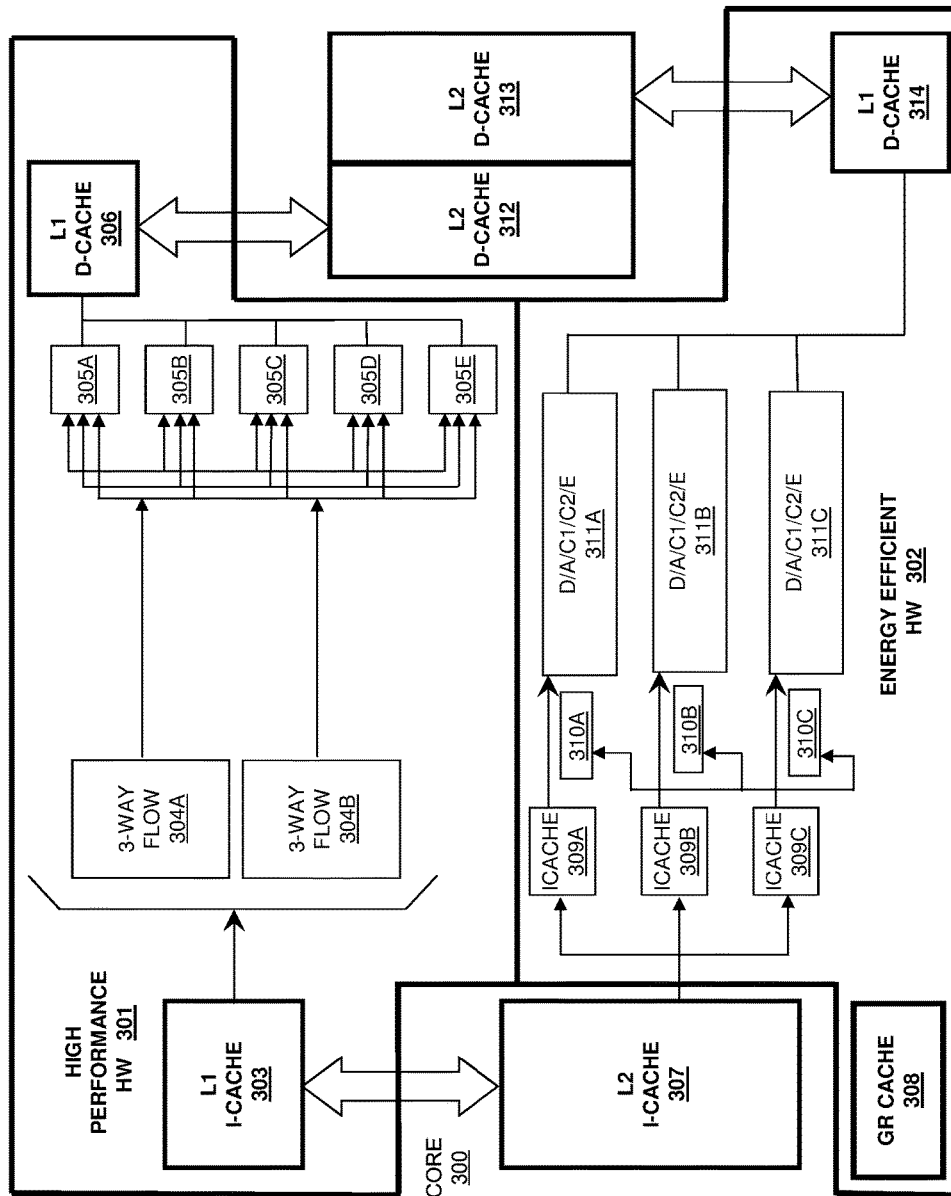 HIGH
PERFORMANCE
HW 301
L1
I-CACHE
303
3-WAY
FLOW
304A
3-WAY
FLOW
304B
305A
305B
305C
305D
305E
L1
D-CACHE
306
CORE
300
L2
I-CACHE
307
L2
D-CACHE
312
L2
D-CACHE
313
GR CACHE
308
ICACHE
309A
ICACHE
309B
ICACHE
309C
310A
310B
310C
D/A/C1/C2/E
311A
D/A/C1/C2/E
311B
D/A/C1/C2/E
311C
ENERGY EFFICIENT
HW 302
L1
D-CACHE
314